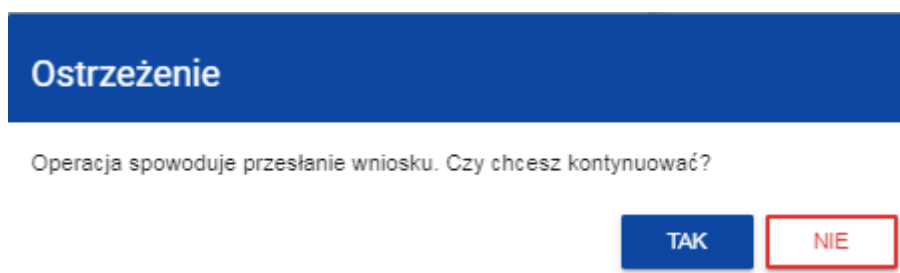 Ostrzeżenie
Operacja spowoduje przesłanie wniosku. Czy chcesz kontynuować?
TAK NIE